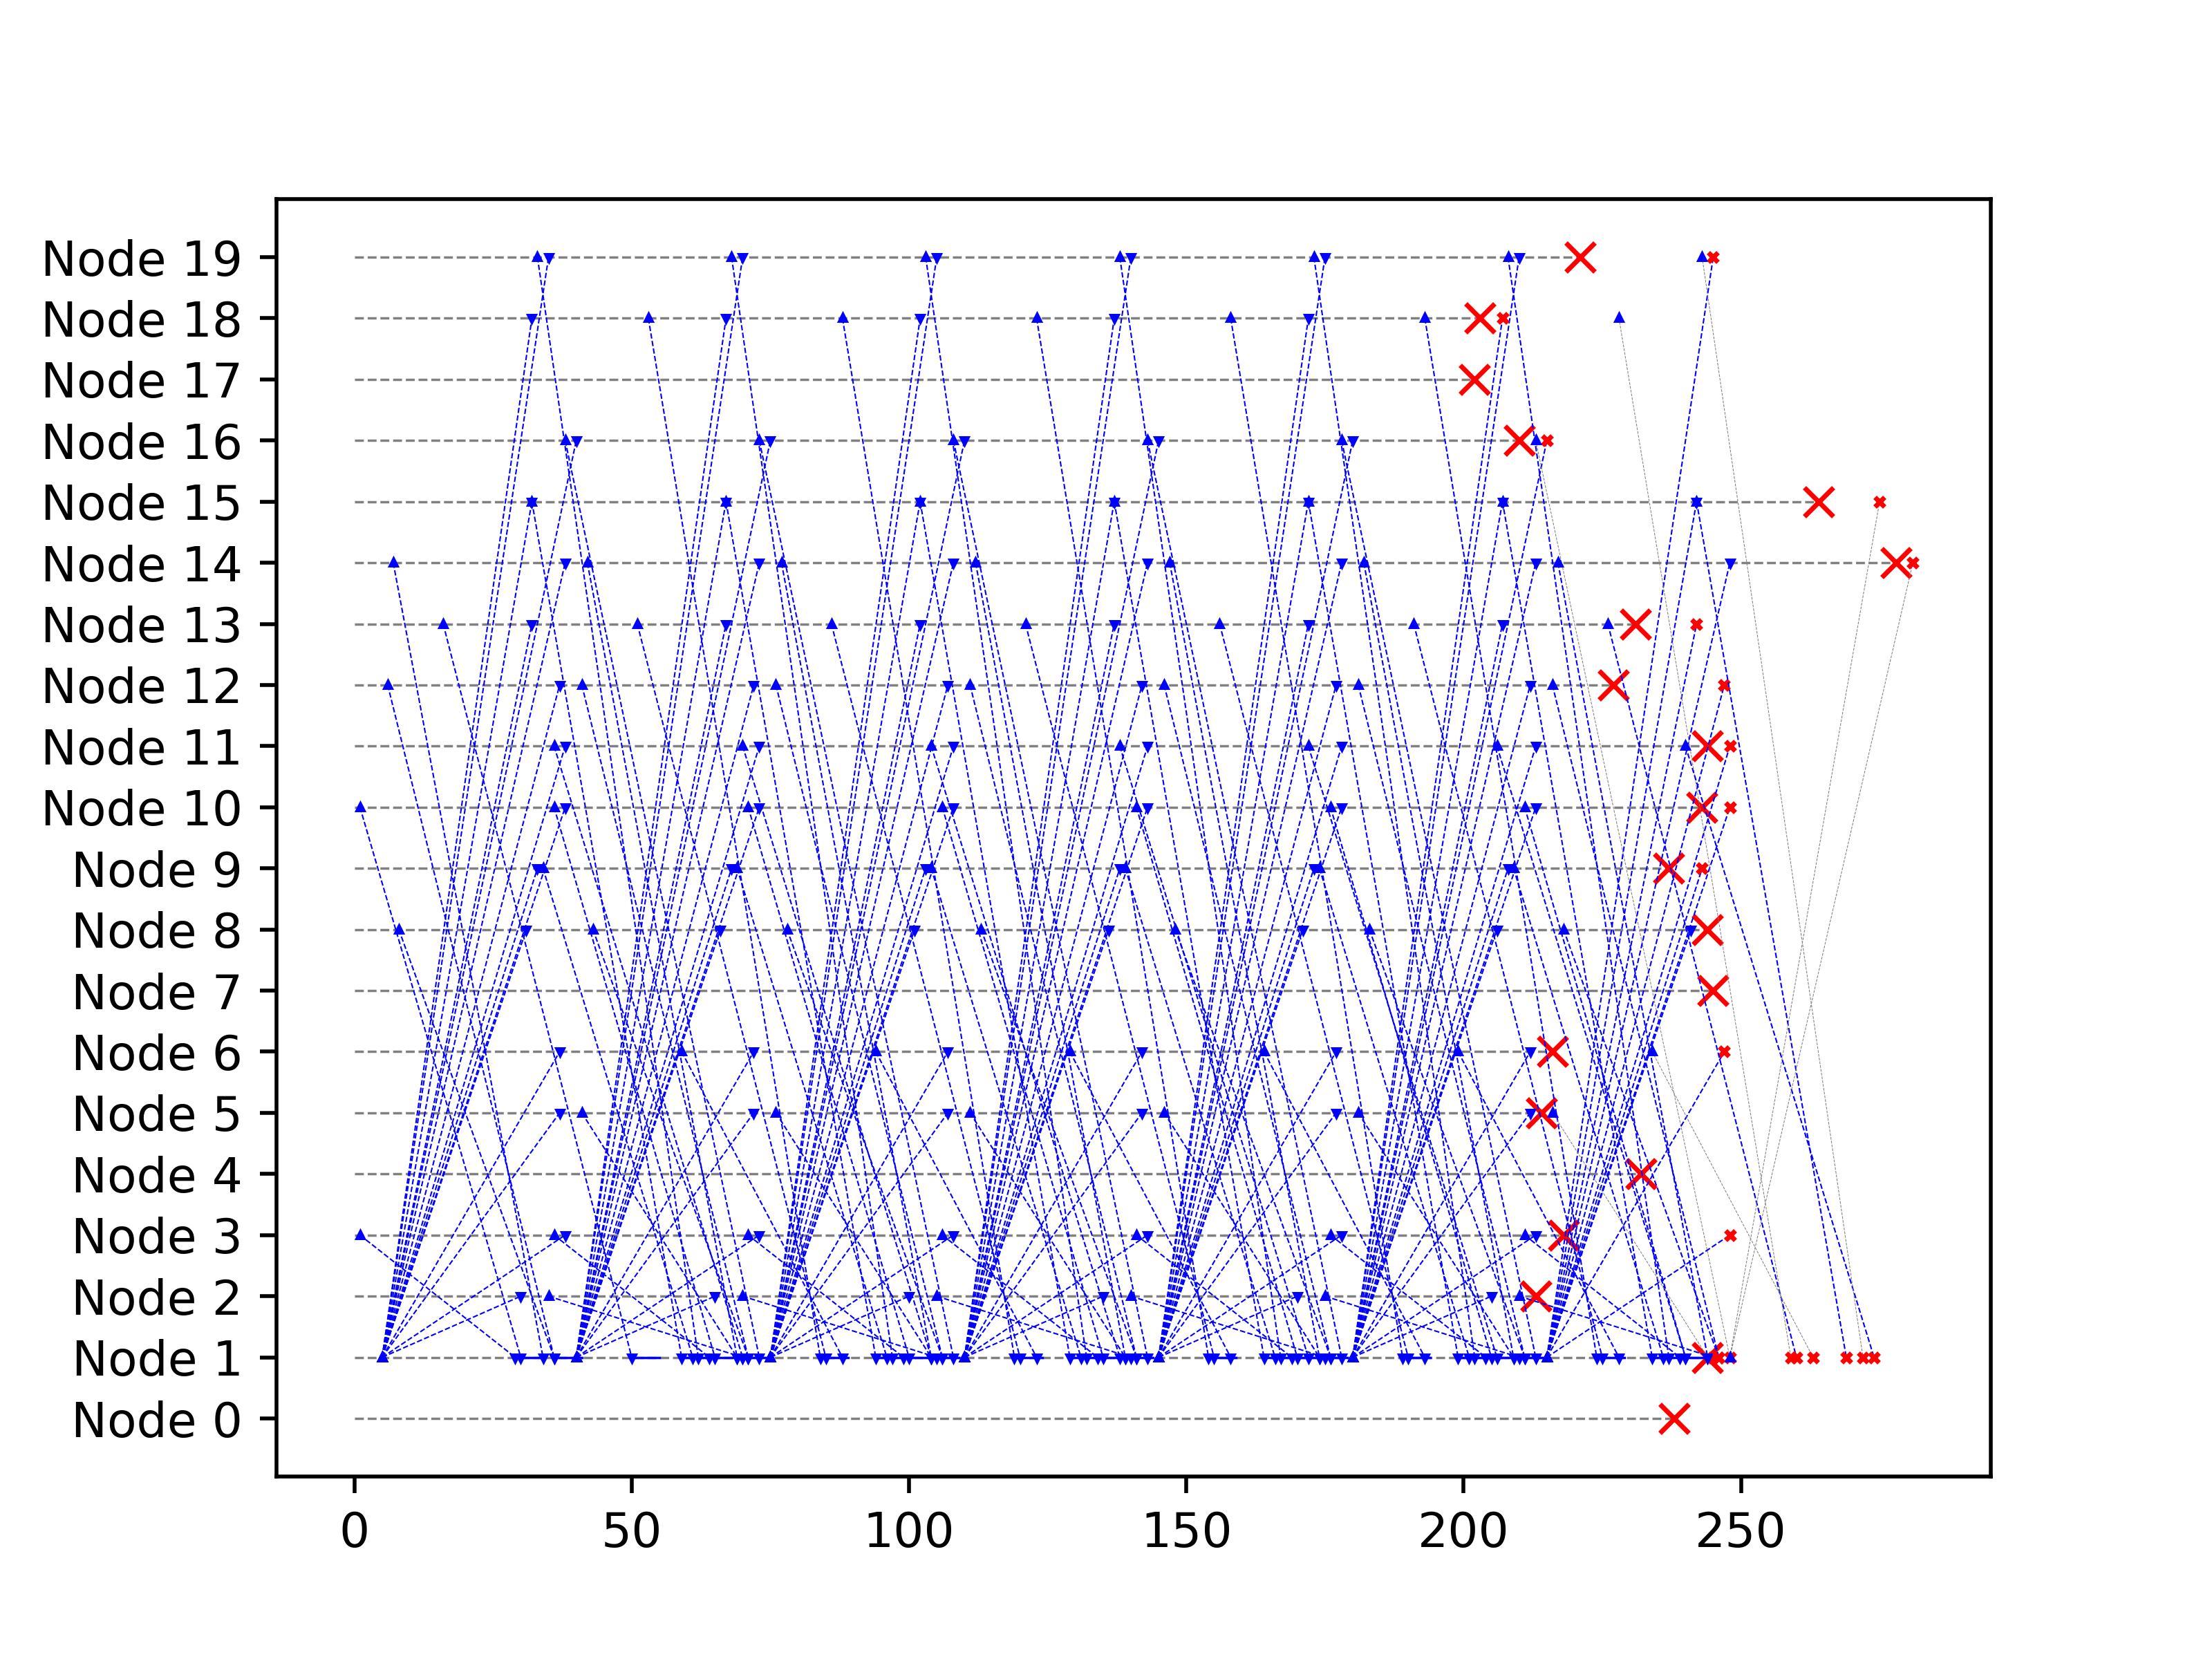 Node 19
Node 18
Node 17
Node 16
Node 15
Node 14
Node 13
Node 12
Node 11
Node 10
Node 9
Node 8
Node 7
Node 6
Node 5
Node 4
Node 3
Node 2
Node 1
Node 0
0 50 100 150 200 250